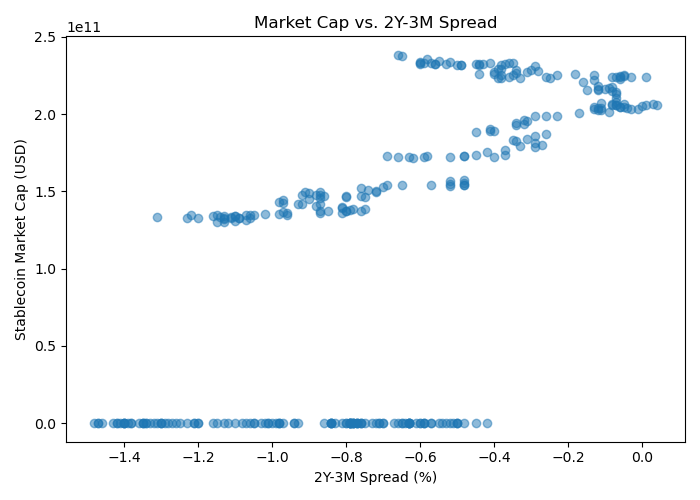 Market Cap vs. 2Y-3M Spread
1e11
2.5
2.0
1.5
1.0
0.5
0.0
Stablecoin Market Cap (USD)
−1.4 −1.2 −1.0 −0.8 −0.6 −0.4 −0.2 0.0
2Y-3M Spread (%)